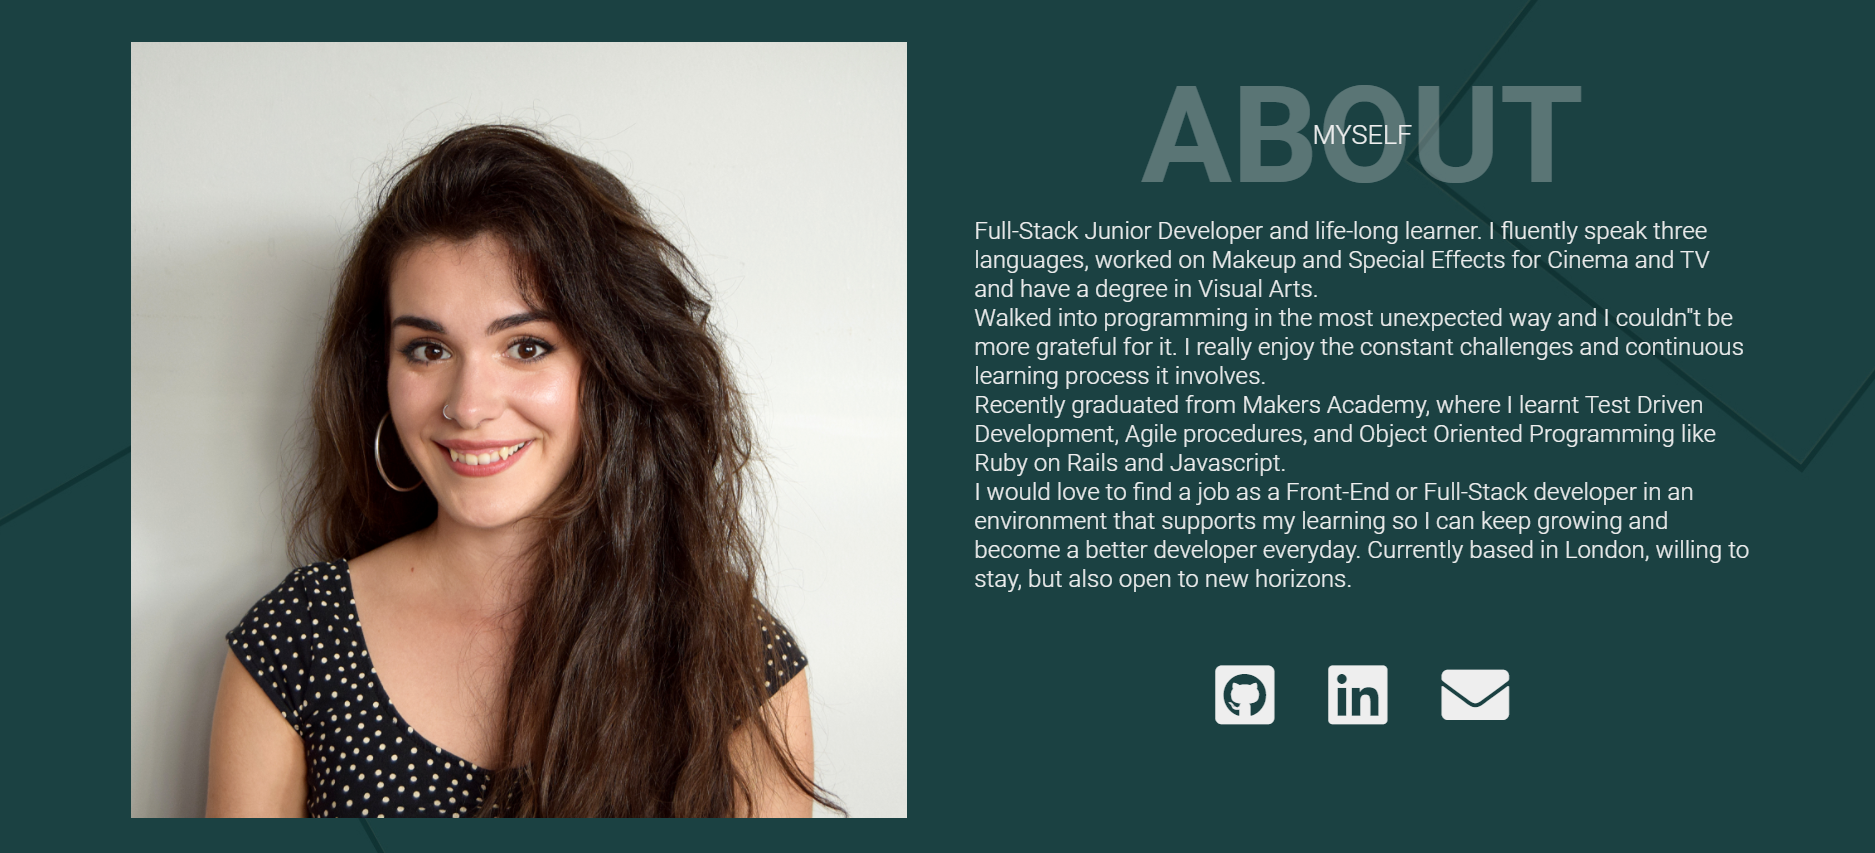 ABOUT
MYSELF
Full-Stack Junior Developer and life-long learner. I fluently speak three
languages, worked on Makeup and Special Effects for Cinema and TV
and have a degree in Visual Arts.
Walked into programming in the most unexpected way and I couldn"t be
more grateful for it. I really enjoy the constant challenges and continuous
learning process it involves.
Recently graduated from Makers Academy, where I learnt Test Driven
Development, Agile procedures, and Object Oriented Programming like
Ruby on Rails and Javascript.
I would love to find a job as a Front-End or Full-Stack developer in an
environment that supports my learning so I can keep growing and
become a better developer everyday. Currently based in London, willing to
stay, but also open to new horizons.
in